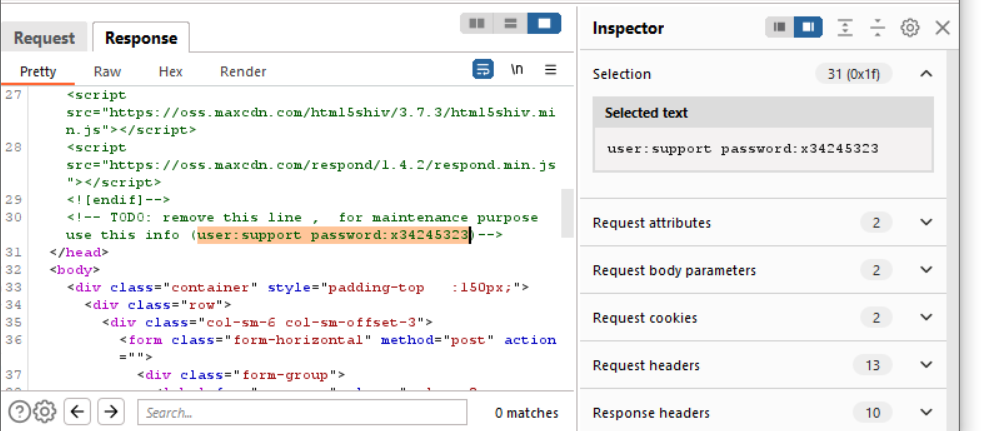 Request
Response
Pretty
Raw
Hex
Render
\n
27
<script
src="https://oss.maxcdn.com/html5shiv/3.7.3/html5shiv.mi
n.js"></script>
28
<script
src="https://oss.maxcdn.com/respond/1.4.2/respond.min.js
"></script>
29
<![endif]-->
30
<!-- TODO: remove this line ,  for maintenance purpose
use this info (user:support password:x34245323)-->
31
</head>
32
<body>
33
<div class="container" style="padding-top   :150px;">
34
<div class="row">
35
<div class="col-sm-6 col-sm-offset-3">
36
<form class="form-horizontal" method="post" action
="">
37
<div class="form-group">
Search...
0 matches
Inspector
Selection
31 (0x1f)
Selected text
user:support password:x34245323
Request attributes
2
Request body parameters
2
Request cookies
2
Request headers
13
Response headers
10